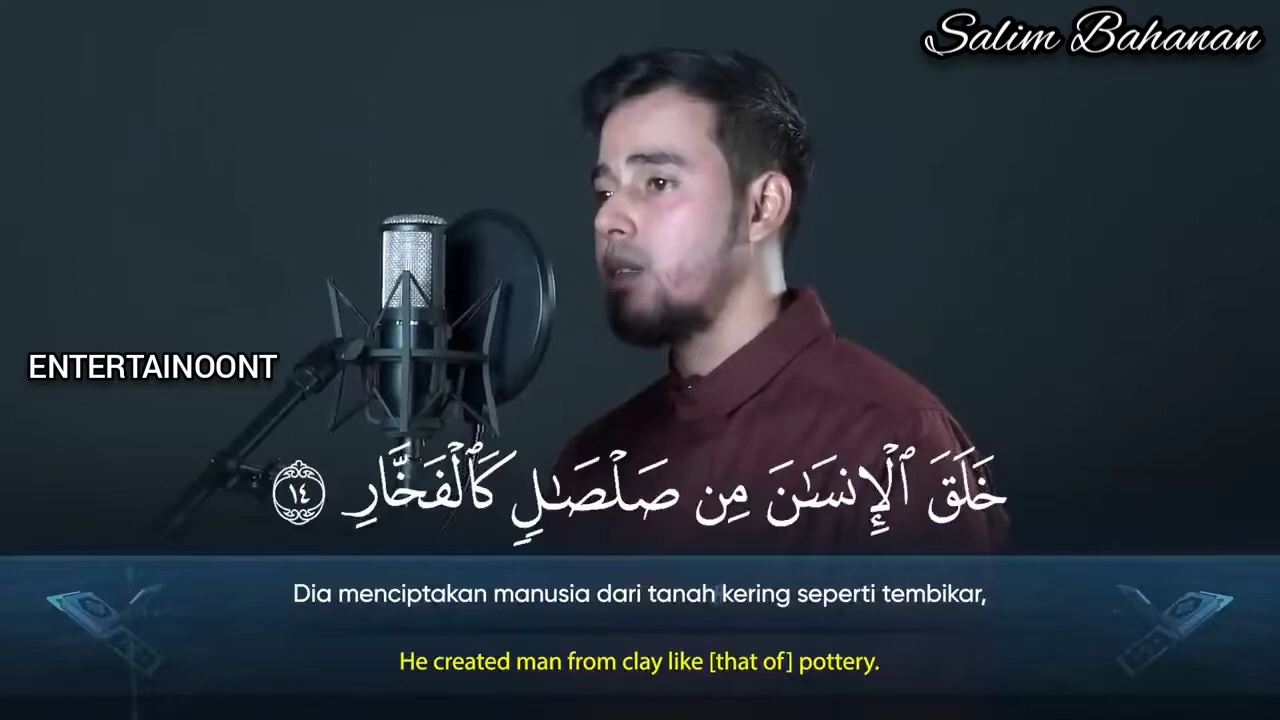 Salim Bahanan
ENTERTAINOONT
خَلَقَ ٱلْإِنسَـٰنَ مِن صَلْصَـٰلٍ كَٱلْفَخَّارِ ١٤
Dia menciptakan manusia dari tanah kering seperti tembikar,
He created man from clay like [that of] pottery.